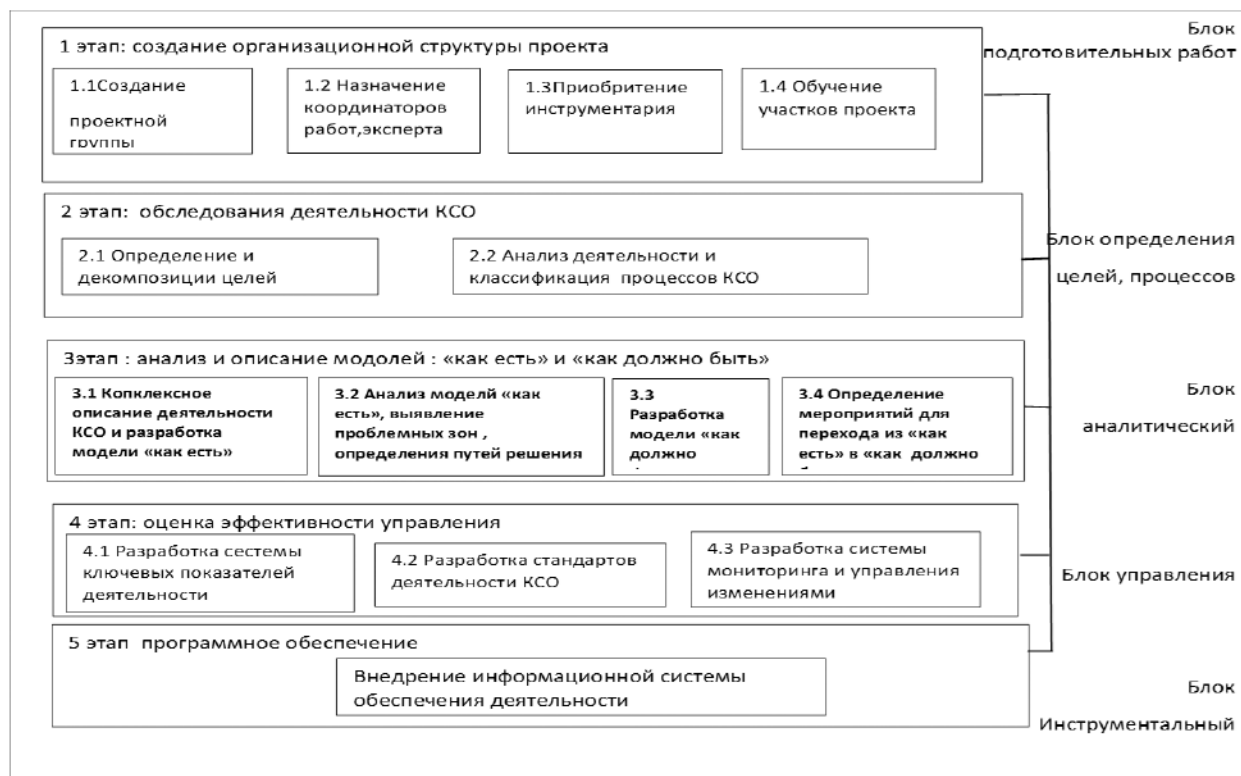 Блок
подготовительных работ
1 этап: создание организационной структуры проекта
1.1Создание
проектной
группы
1.2 Назначение
координаторов
работ,эксперта
1.3Приобритение
инструментария
1.4 Обучение
участков проекта
2 этап: обследования деятельности КСО
2.1 Определение и
декомпозиции целей
2.2 Анализ деятельности и
классификация процессов КСО
Блок определения
целей, процессов
3этап : анализ и описание модолей : «как есть» и «как должно быть»
3.1 Копклексное
описание деятельности
КСО и разработка
модели «как есть»
3.2 Анализ моделй «как
есть», выявление
проблемных зон ,
определения путей решения
3.3
Разработка
модели «как
должно
3.4 Определение
мероприятий для
перехода из «как
есть» в «как должно
Блок
аналитический
4 этап: оценка эффективности управления
4.1 Разработка сестемы
ключевых показателей
деятельности
4.2 Разработка стандартов
деятельности КСО
4.3 Разработка системы
мониторинга и управления
изменениями
Блок управления
5 этап программное обеспечение
Внедрение информационной системы
обеспечения деятельности
Блок
Инструментальный